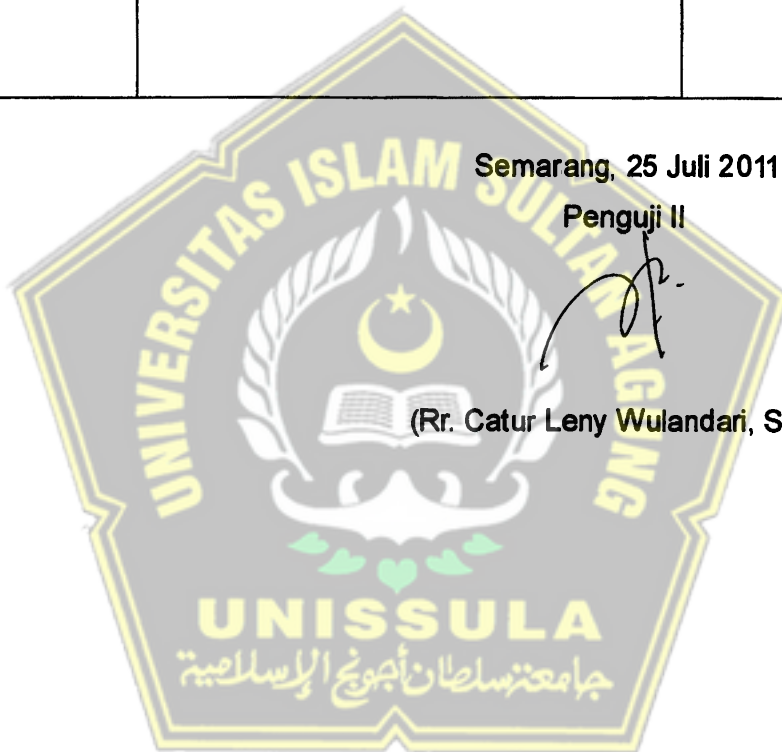 Semarang, 25 Juli 2011
Penguji II
(Rr. Catur Leny Wulandari, S
UNIVERSITAS ISLAM SULTAN AGUNG
UNISSULA
جامعة سلطان أجونج الإسلامية